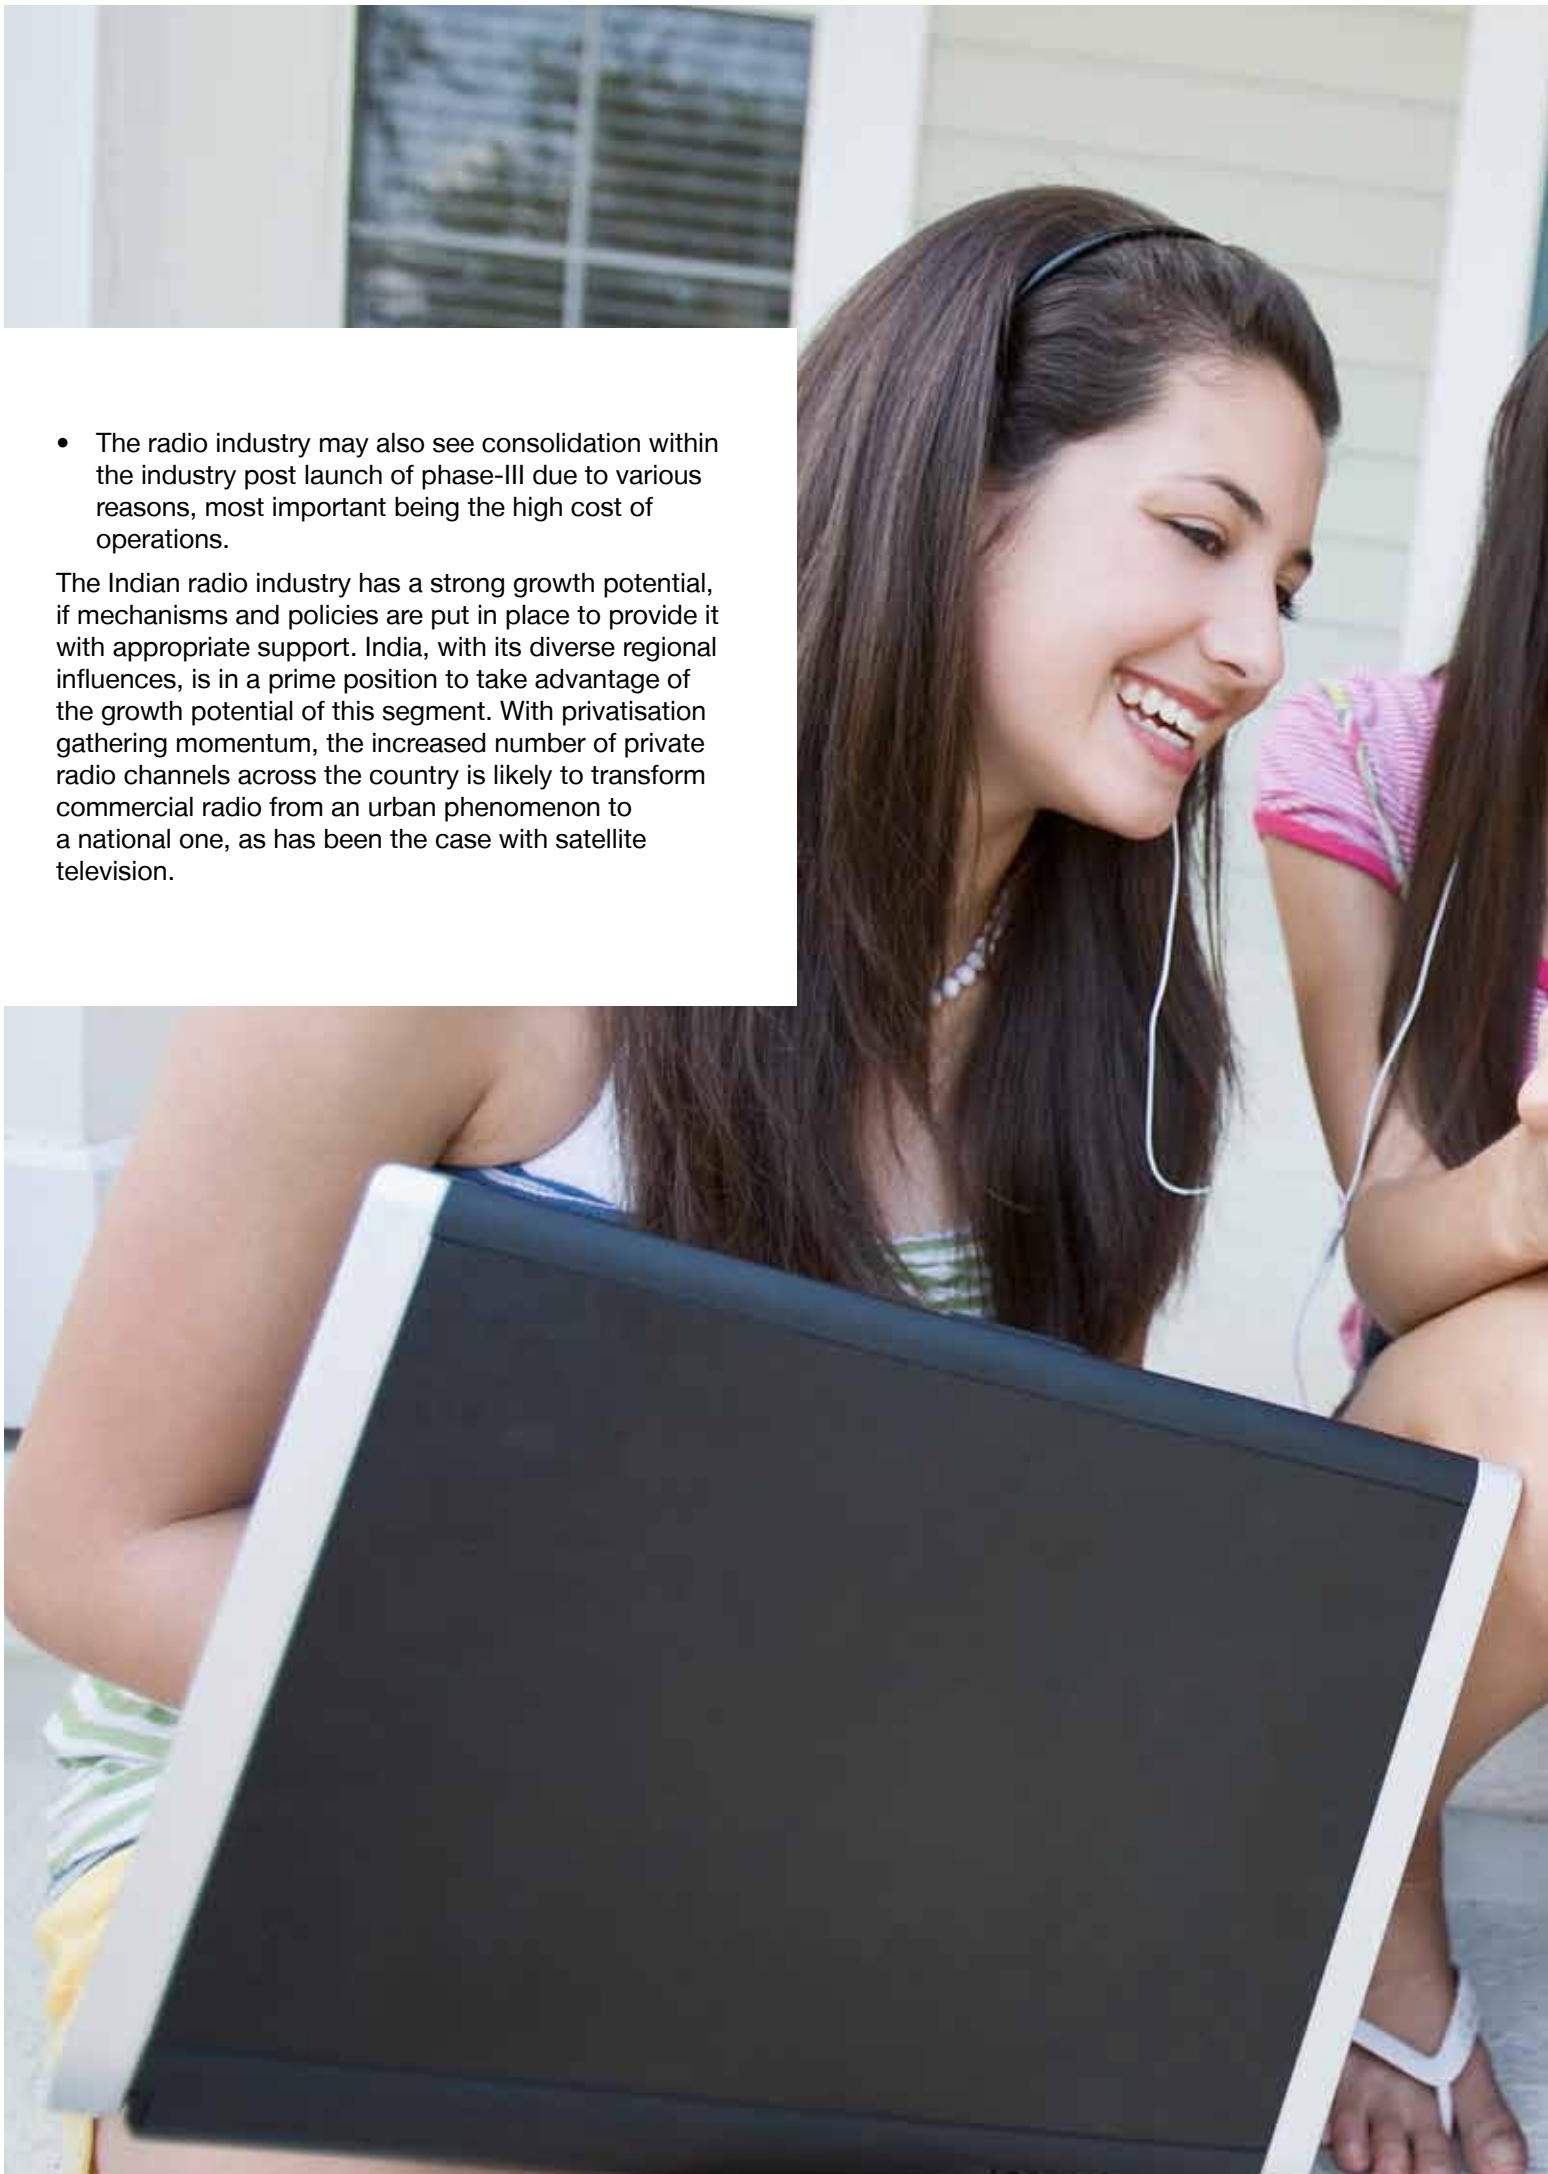 • The radio industry may also see consolidation within
the industry post launch of phase-III due to various
reasons, most important being the high cost of
operations.
The Indian radio industry has a strong growth potential,
if mechanisms and policies are put in place to provide it
with appropriate support. India, with its diverse regional
influences, is in a prime position to take advantage of
the growth potential of this segment. With privatisation
gathering momentum, the increased number of private
radio channels across the country is likely to transform
commercial radio from an urban phenomenon to
a national one, as has been the case with satellite
television.